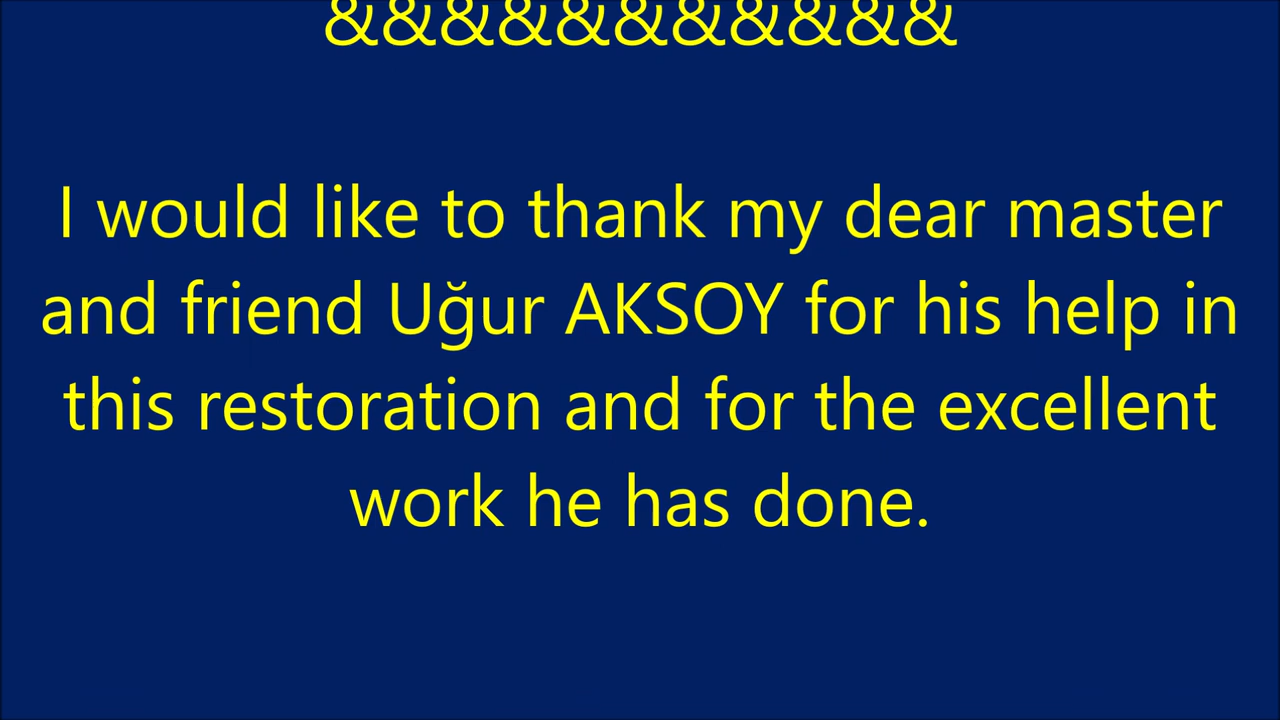 &&&&&&&&&&&
I would like to thank my dear master
and friend Uğur AKSOY for his help in
this restoration and for the excellent
work he has done.